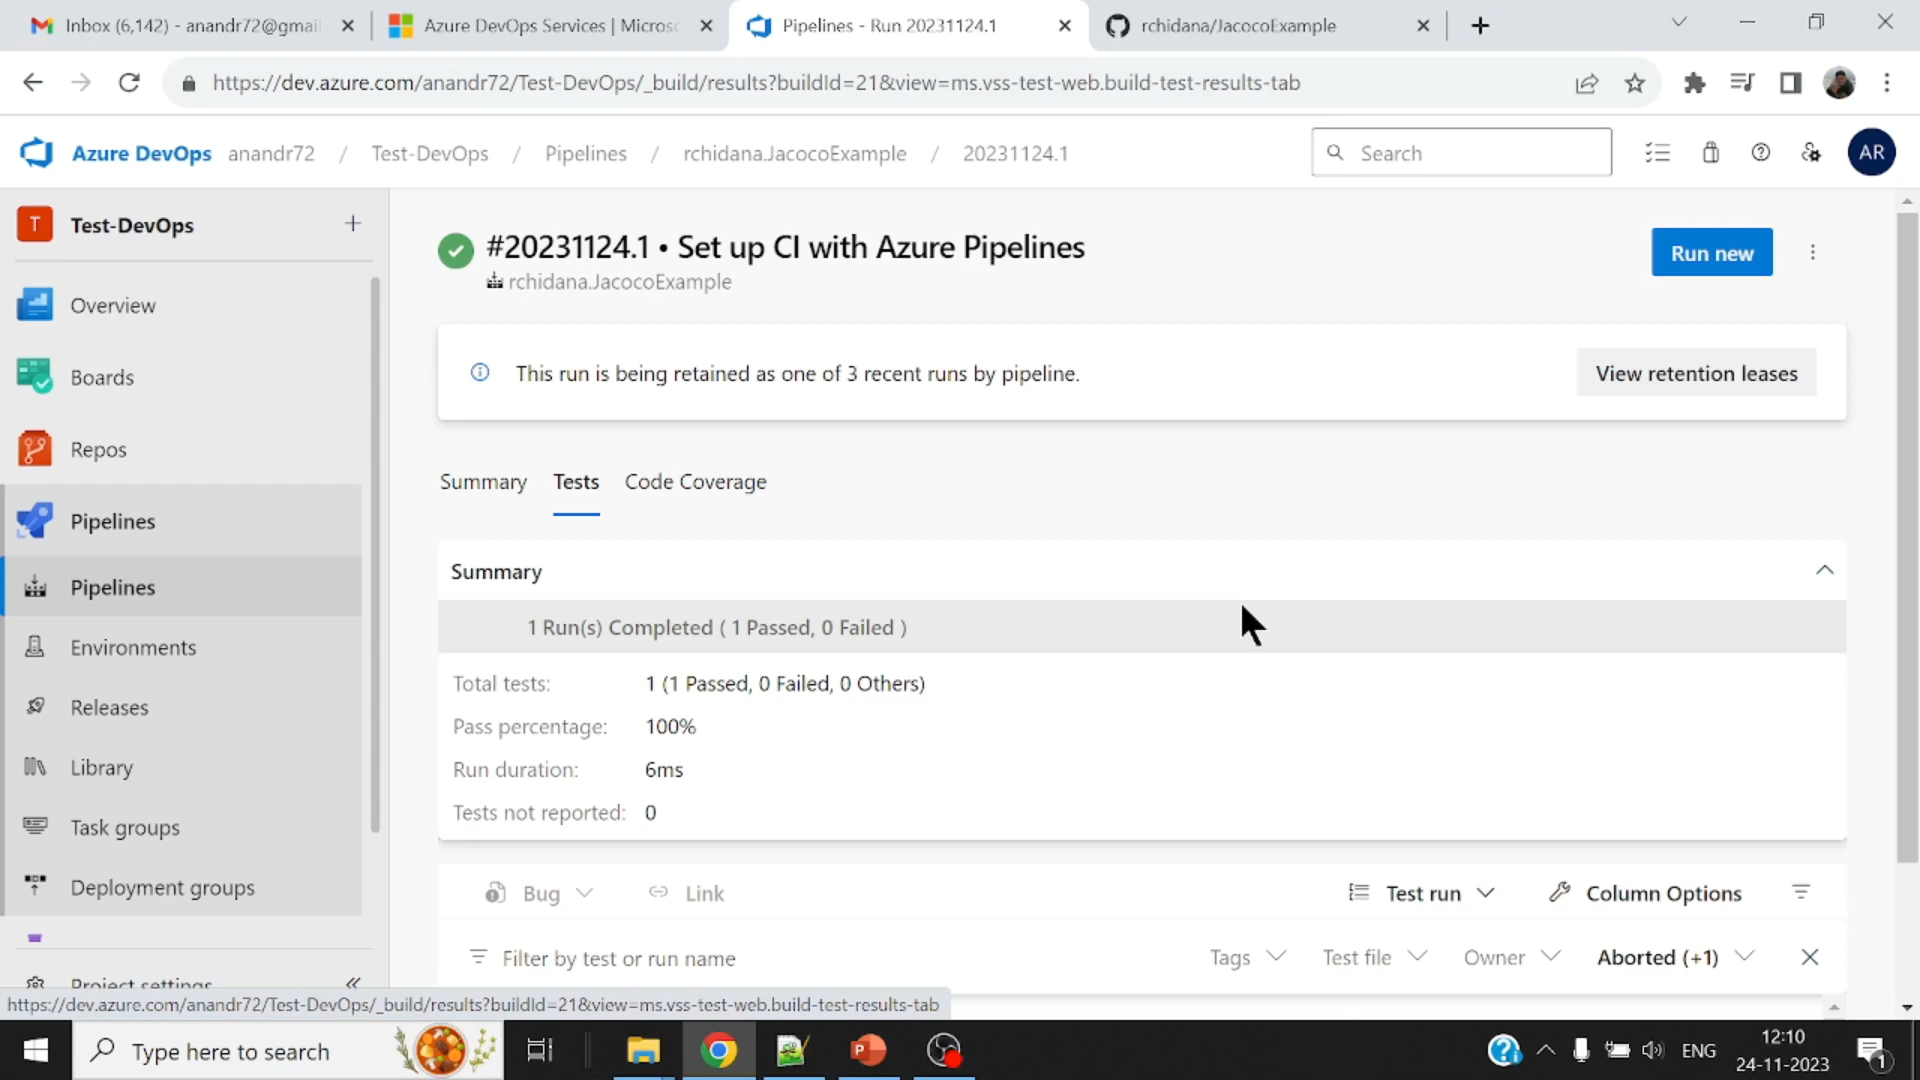 Inbox (6,142) - anandr72@gmail
Azure DevOps Services | Microso
Pipelines - Run 20231124.1
rchidana/JacocoExample
https://dev.azure.com/anandr72/Test-DevOps/_build/results?buildId=21&view=ms.vss-test-web.build-test-results-tab
Azure DevOps anandr72 / Test-DevOps / Pipelines / rchidana.JacocoExample / 20231124.1
Search
AR
T Test-DevOps
Overview
Boards
Repos
Pipelines
Pipelines
Environments
Releases
Library
Task groups
Deployment groups
Project settings
#20231124.1 • Set up CI with Azure Pipelines
rchidana.JacocoExample
Run new
This run is being retained as one of 3 recent runs by pipeline.
View retention leases
Summary Tests Code Coverage
Summary
1 Run(s) Completed ( 1 Passed, 0 Failed )
Total tests: 1 (1 Passed, 0 Failed, 0 Others)
Pass percentage: 100%
Run duration: 6ms
Tests not reported: 0
Bug Link Test run Column Options
Filter by test or run name Tags Test file Owner Aborted (+1)
https://dev.azure.com/anandr72/Test-DevOps/_build/results?buildId=21&view=ms.vss-test-web.build-test-results-tab
Type here to search
ENG
12:10
24-11-2023
1